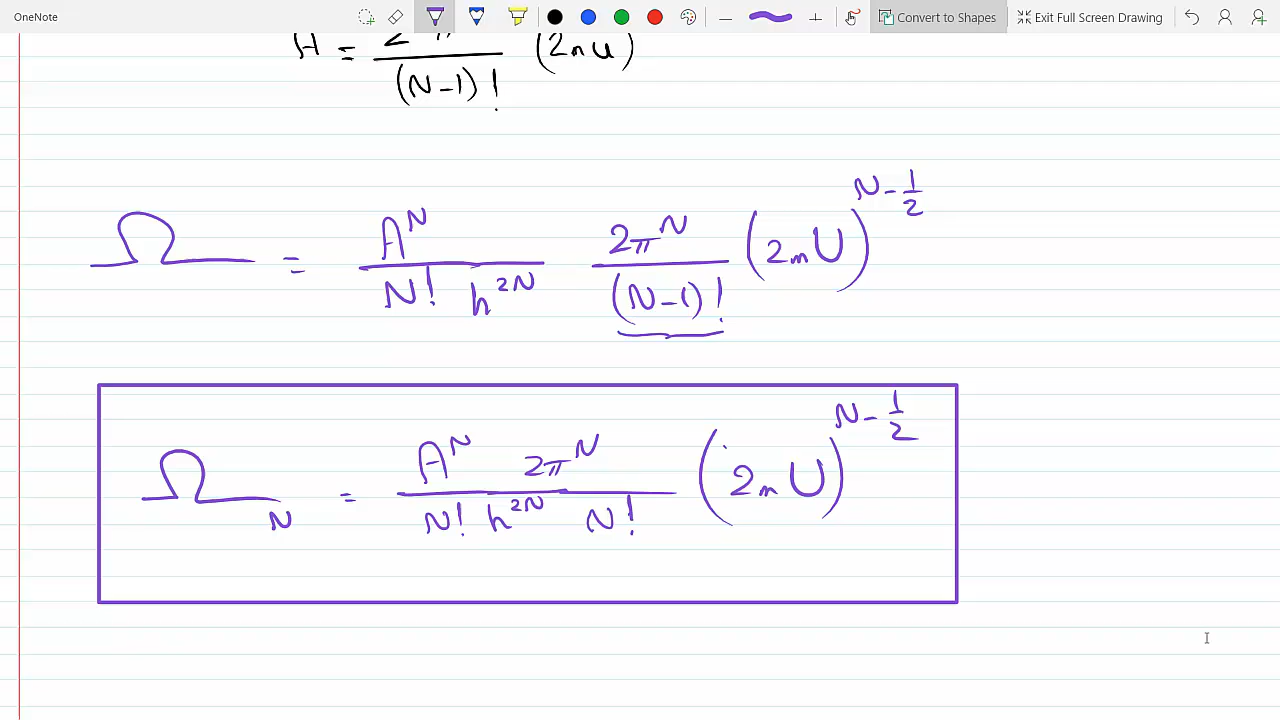 OneNote Convert to Shapes Exit Full Screen Drawing
H = 2π / (N-1)! (2mU)
Ω = A^N / N! h^2N 2π^N / (N-1)! (2mU)^N-1/2
Ω_N = A^N 2π^N / N! h^2N N! (2mU)^N-1/2